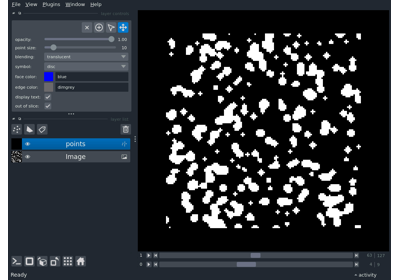 File View Plugins Window Help
opacity: 1.00
point size: 10
blending: translucent
symbol: disc
face color: blue
edge color: dimgrey
display text:
out of slice:
points
Image
Ready
activity